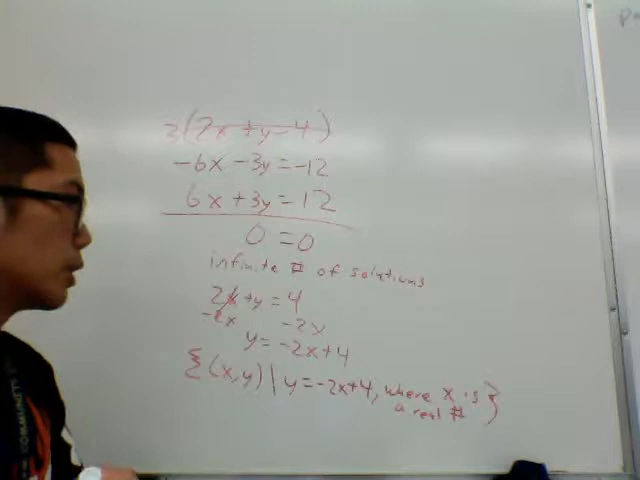 3(2x + y = 4)
-6x - 3y = -12
6x + 3y = 12
0 = 0
infinite # of solutions
2x + y = 4
-2x -2x
y = -2x + 4
{(x, y) | y = -2x + 4, where x is
a real # }
COMMUNITY